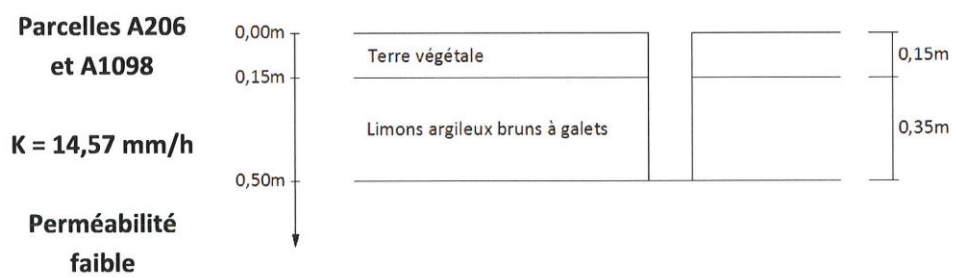 Parcelles A206
et A1098
K = 14,57 mm/h
Perméabilité
faible
0,00m
0,15m
0,50m
Terre végétale
Limons argileux bruns à galets
0,15m
0,35m